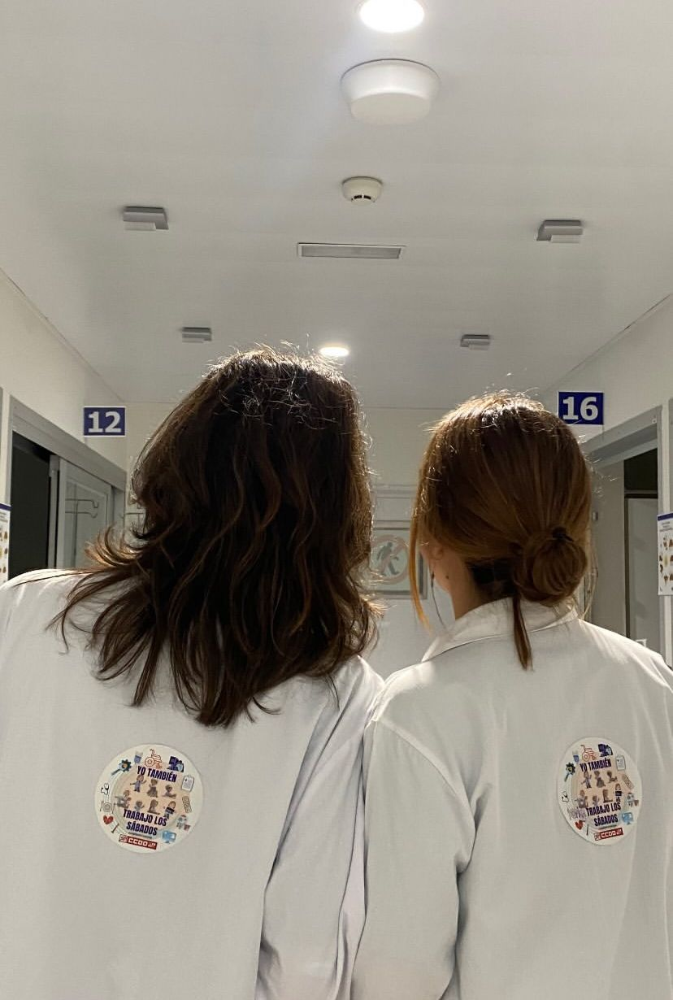 12
16
YO TAMBIÉN
TRABAJO LOS
SÁBADOS
CCOO
YO TAMBIÉN
TRABAJO LOS
SÁBADOS
CCOO